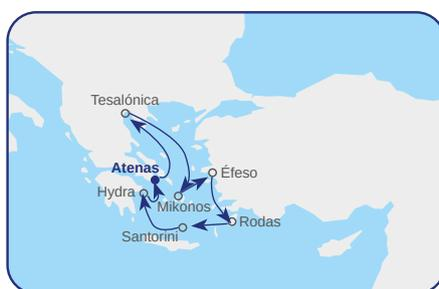 Tesalónica
Atenas
Éfeso
Hydra
Mikonos
Rodas
Santorini